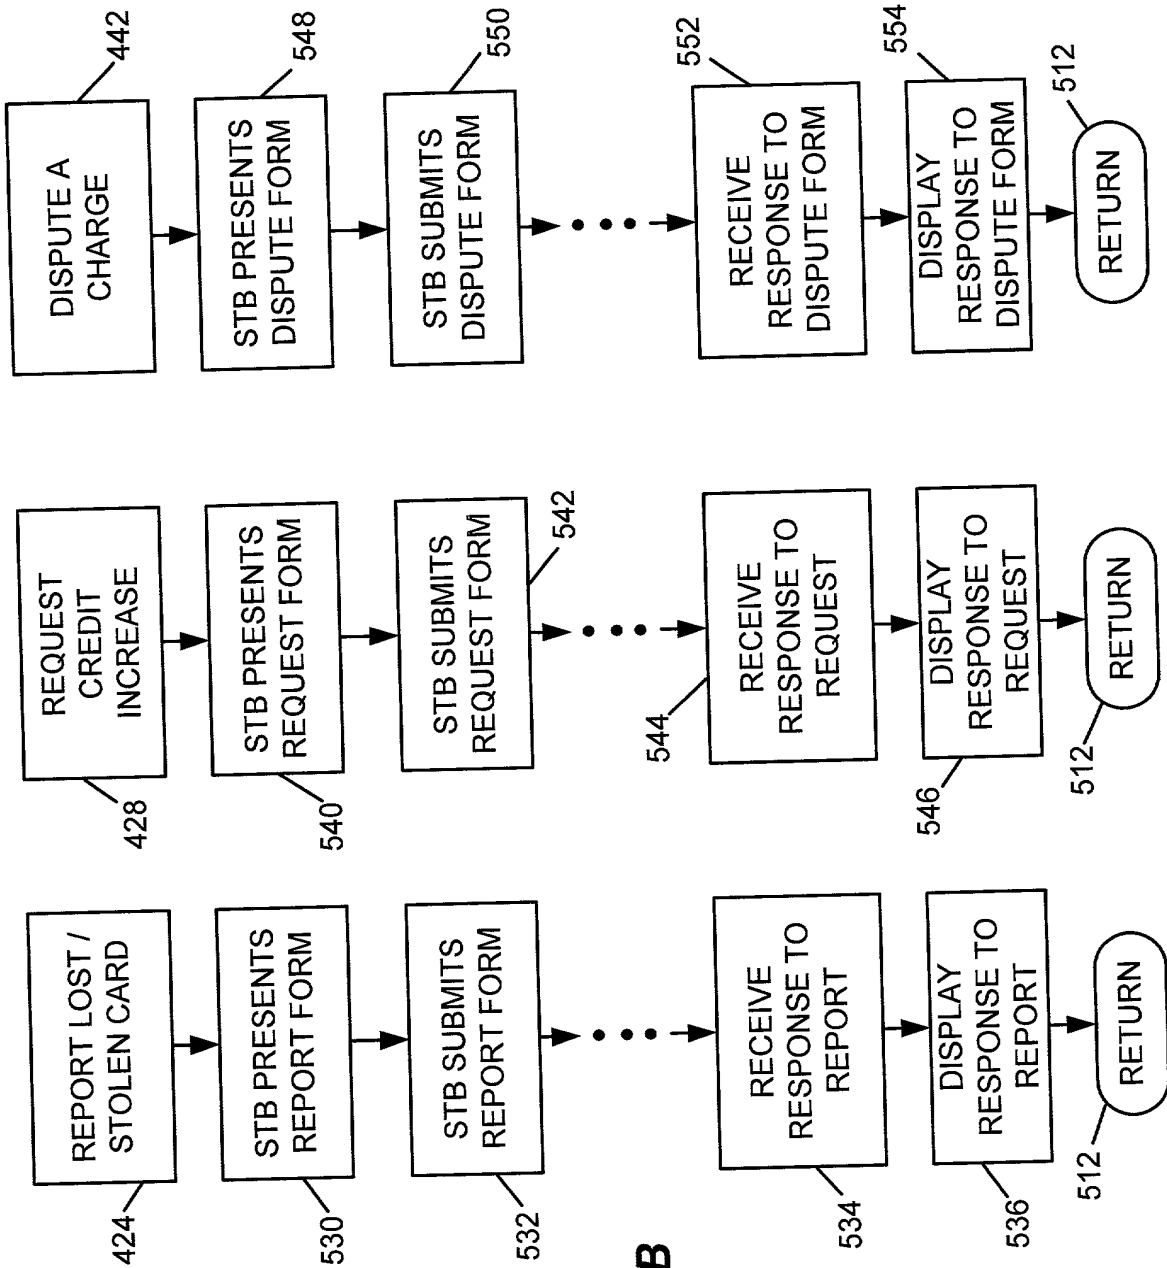 REPORT LOST /
STOLEN CARD
424
STB PRESENTS
REPORT FORM
530
STB SUBMITS
REPORT FORM
532
RECEIVE
RESPONSE TO
REPORT
534
DISPLAY
RESPONSE TO
REPORT
536
RETURN
512
REQUEST
CREDIT
INCREASE
428
STB PRESENTS
REQUEST FORM
540
STB SUBMITS
REQUEST FORM
542
RECEIVE
RESPONSE TO
REQUEST
544
DISPLAY
RESPONSE TO
REQUEST
546
RETURN
512
DISPUTE A
CHARGE
442
STB PRESENTS
DISPUTE FORM
548
STB SUBMITS
DISPUTE FORM
550
RECEIVE
RESPONSE TO
DISPUTE FORM
552
DISPLAY
RESPONSE TO
DISPUTE FORM
554
RETURN
512
B